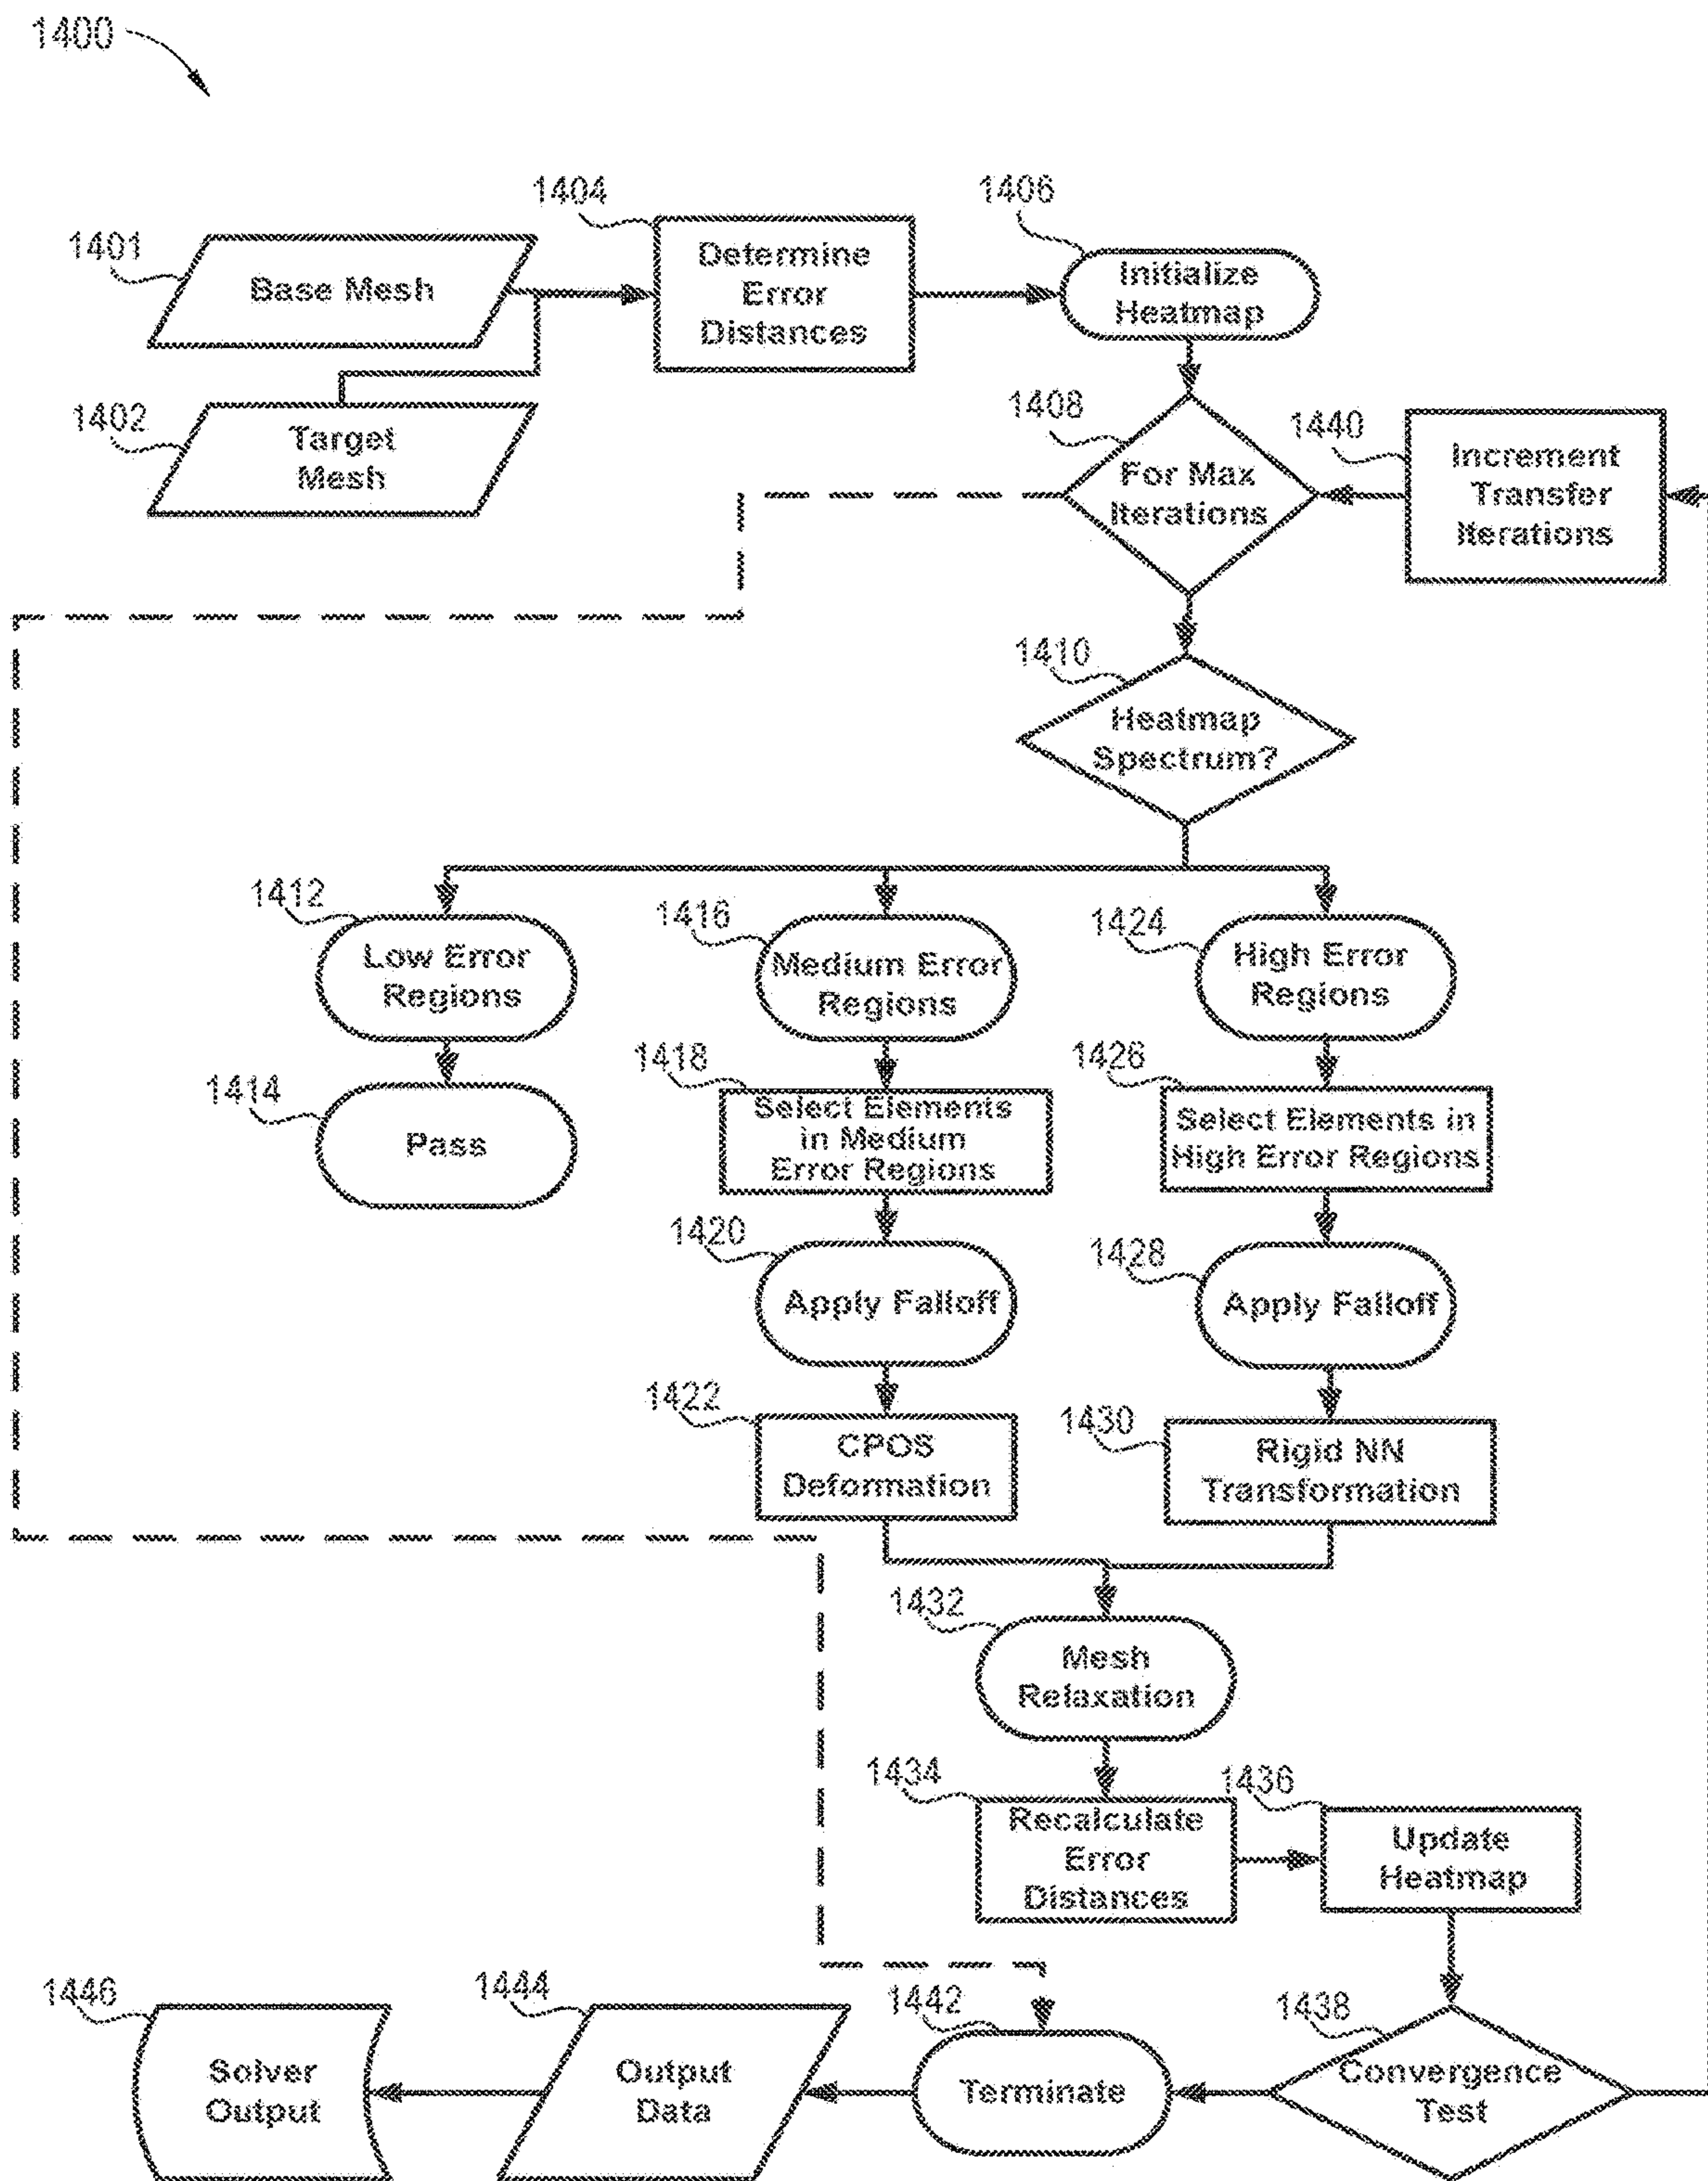 1400
1401
Base Mesh
1402
Target
Mesh
1404
Determine
Error
Distances
1406
Initialize
Heatmap
1408
For Max
Iterations
1440
Increment
Transfer
Iterations
1410
Heatmap
Spectrum?
1412
Low Error
Regions
1414
Pass
1416
Medium Error
Regions
1418
Select Elements
in Medium
Error Regions
1420
Apply Falloff
1422
CPOS
Deformation
1424
High Error
Regions
1426
Select Elements in
High Error Regions
1428
Apply Falloff
1430
Rigid NN
Transformation
1432
Mesh
Relaxation
1434
Recalculate
Error
Distances
1436
Update
Heatmap
1438
Convergence
Test
1442
Terminate
1444
Output
Data
1446
Solver
Output